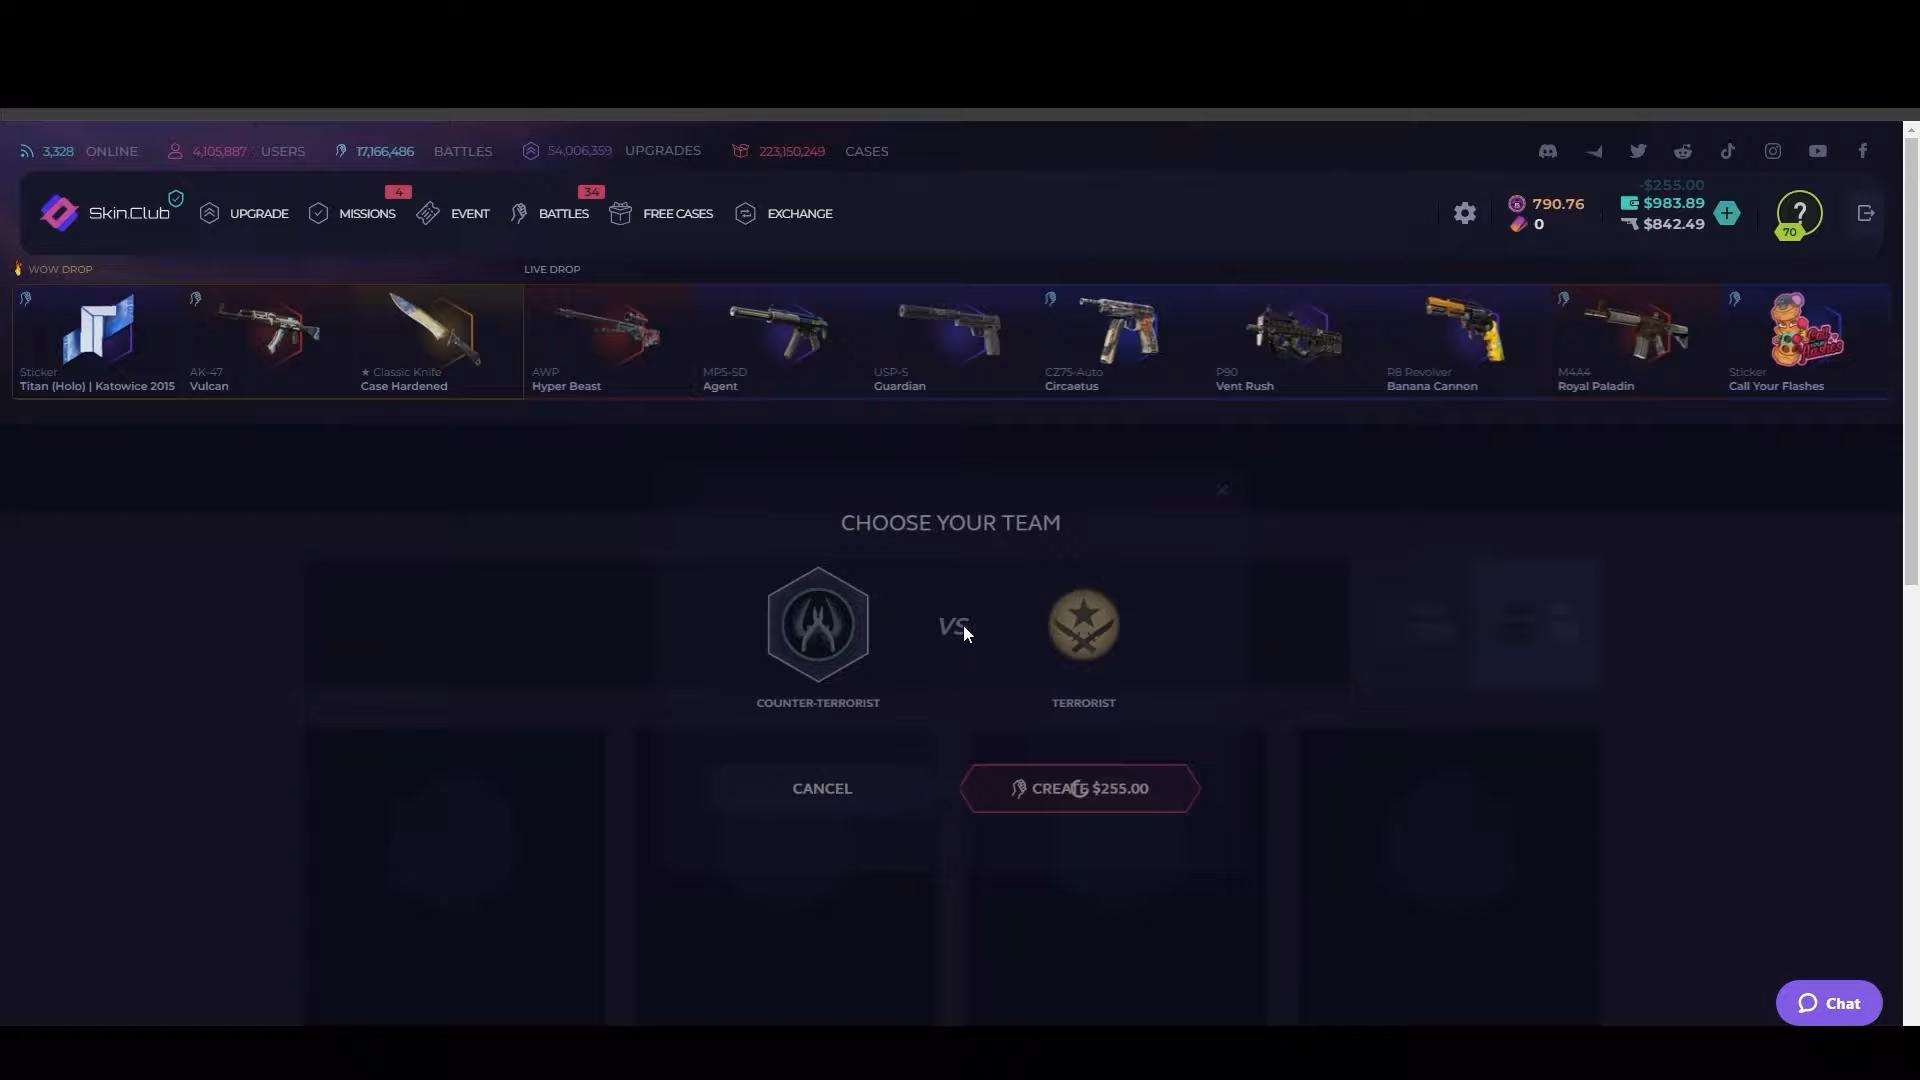 3,328 ONLINE 4,105,887 USERS 17,166,486 BATTLES 54,006,359 UPGRADES 223,150,249 CASES
-$255.00
4 34
Skin.Club UPGRADE MISSIONS EVENT BATTLES FREE CASES EXCHANGE
790.76 $983.89
0 $842.49
?
70
WOW DROP LIVE DROP
Sticker AK-47 ★ Classic Knife AWP MP5-SD USP-S CZ75-Auto P90 R8 Revolver M4A4 Sticker
Titan (Holo) | Katowice 2015 Vulcan Case Hardened Hyper Beast Agent Guardian Circaetus Vent Rush Banana Cannon Royal Paladin Call Your Flashes
CHOOSE YOUR TEAM
VS
COUNTER-TERRORIST TERRORIST
CANCEL CREATE $255.00
Chat